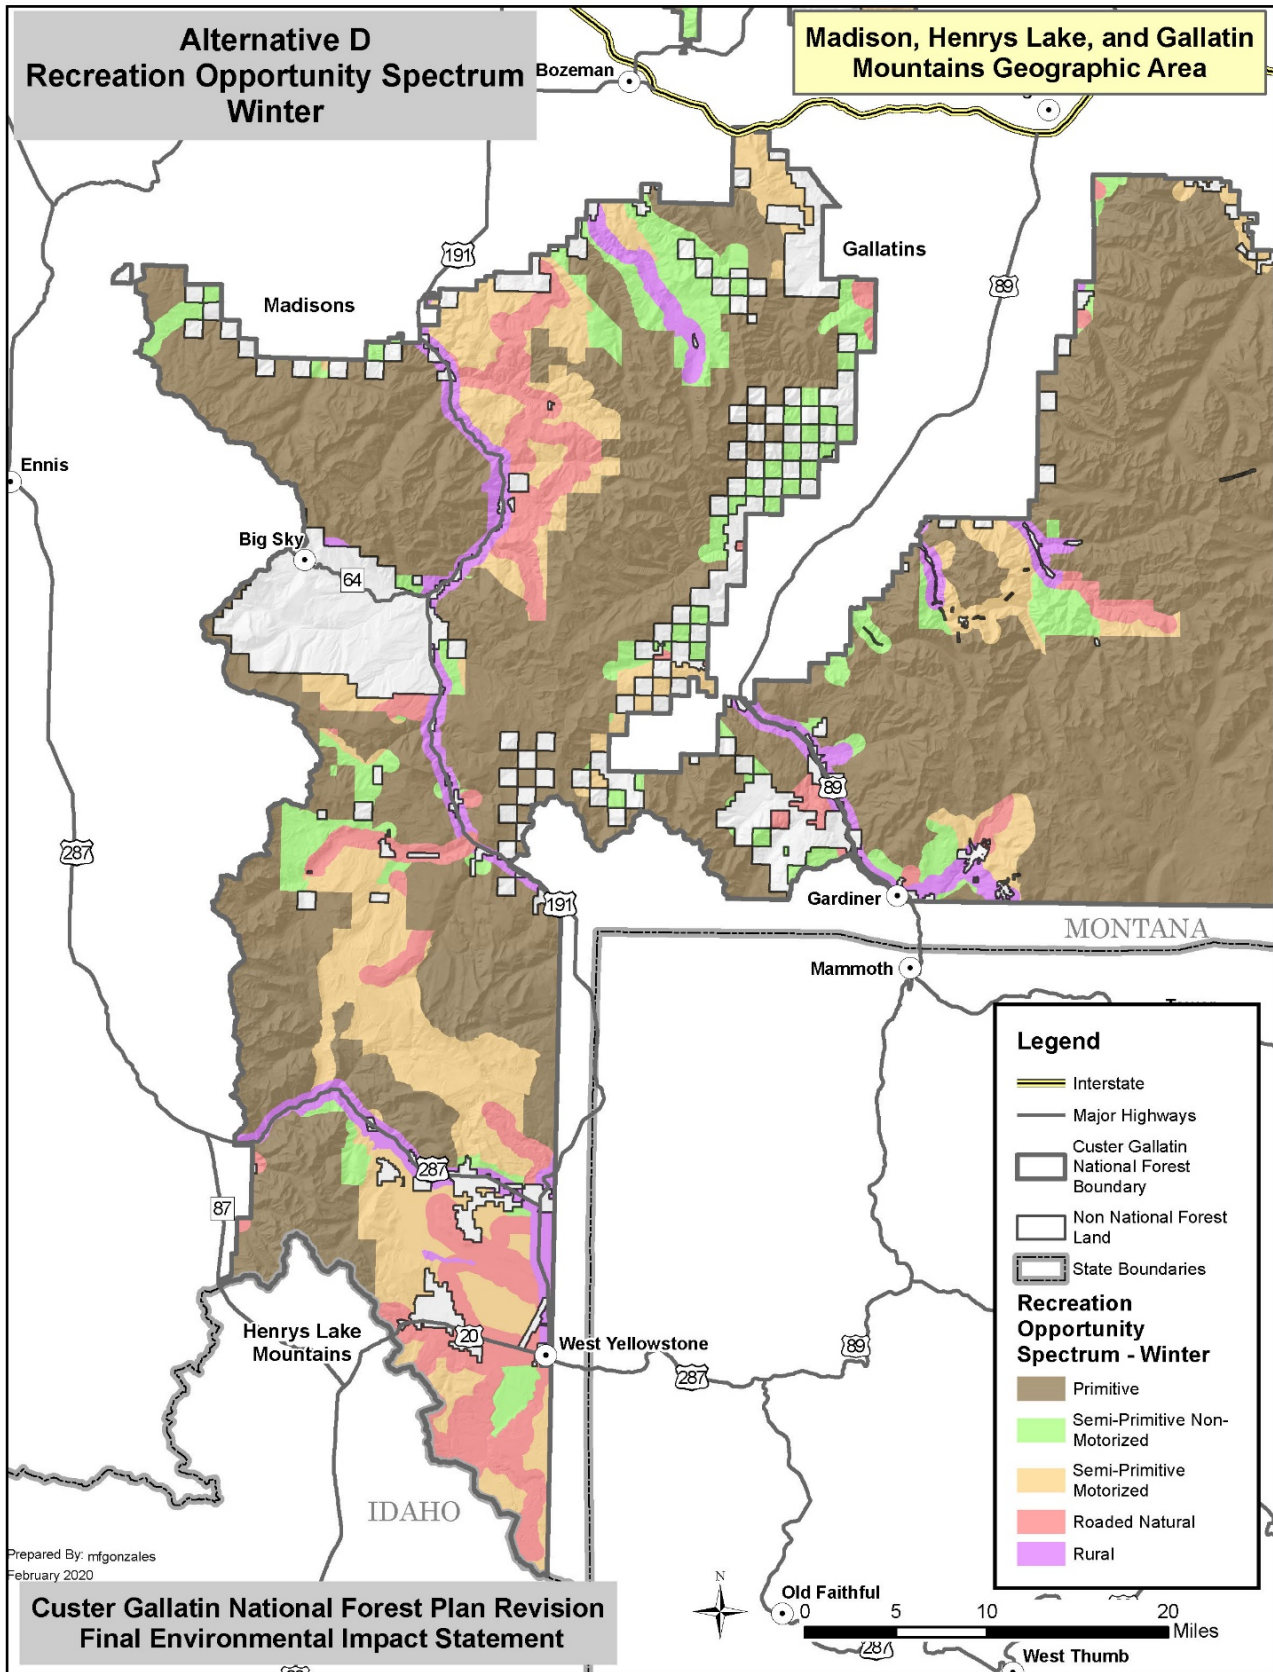 Alternative D
Recreation Opportunity Spectrum
Winter
Madison, Henrys Lake, and Gallatin
Mountains Geographic Area
Bozeman
191
Gallatins
89
Madisons
Ennis
Big Sky
64
89
287
191
Gardiner
MONTANA
Mammoth
287
87
Henrys Lake
Mountains
20
West Yellowstone
89
287
IDAHO
Legend
Interstate
Major Highways
Custer Gallatin
National Forest
Boundary
Non National Forest
Land
State Boundaries
Recreation
Opportunity
Spectrum - Winter
Primitive
Semi-Primitive Non-
Motorized
Semi-Primitive
Motorized
Roaded Natural
Rural
Prepared By: mfgonzales
February 2020
Custer Gallatin National Forest Plan Revision
Final Environmental Impact Statement
N
Old Faithful
0 5 10 20
Miles
287
West Thumb